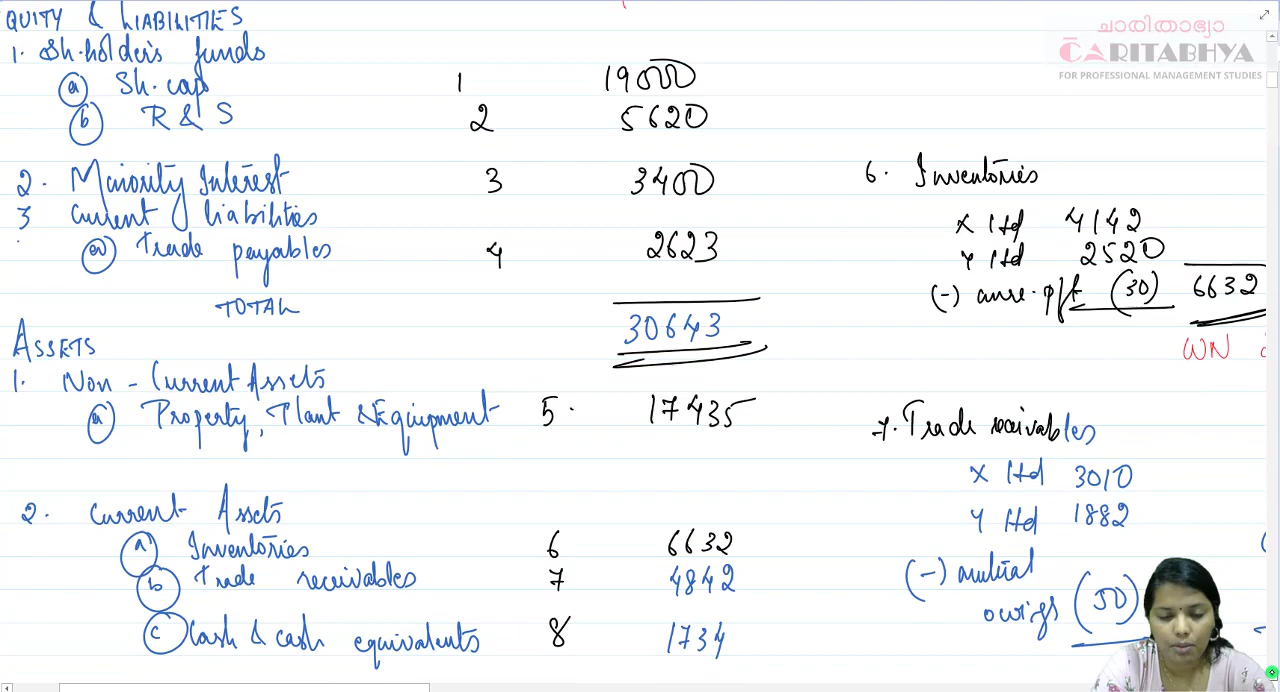 QUITY & LIABILITIES
1. Sh.holders funds
a Sh. cap 1 19000
b R & S 2 5620
2. Minority Interest 3 3400
3 Current liabilities
a Trade payables 4 2623
TOTAL 30643
ASSETS
1. Non - Current Assets
a Property, Plant & Equipment 5. 17435
2. Current Assets
a Inventories 6 6632
b Trade receivables 7 4842
c Cash & cash equivalents 8 1734
6. Inventories
X ltd 4142
Y ltd 2520
(-) unre. p/t (30) 6632
WN
7. Trade receivables
X ltd 3010
Y ltd 1882
(-) mutual
owigs (50)
ചാരിതാഭ്യാ
CARITABHYA
FOR PROFESSIONAL MANAGEMENT STUDIES